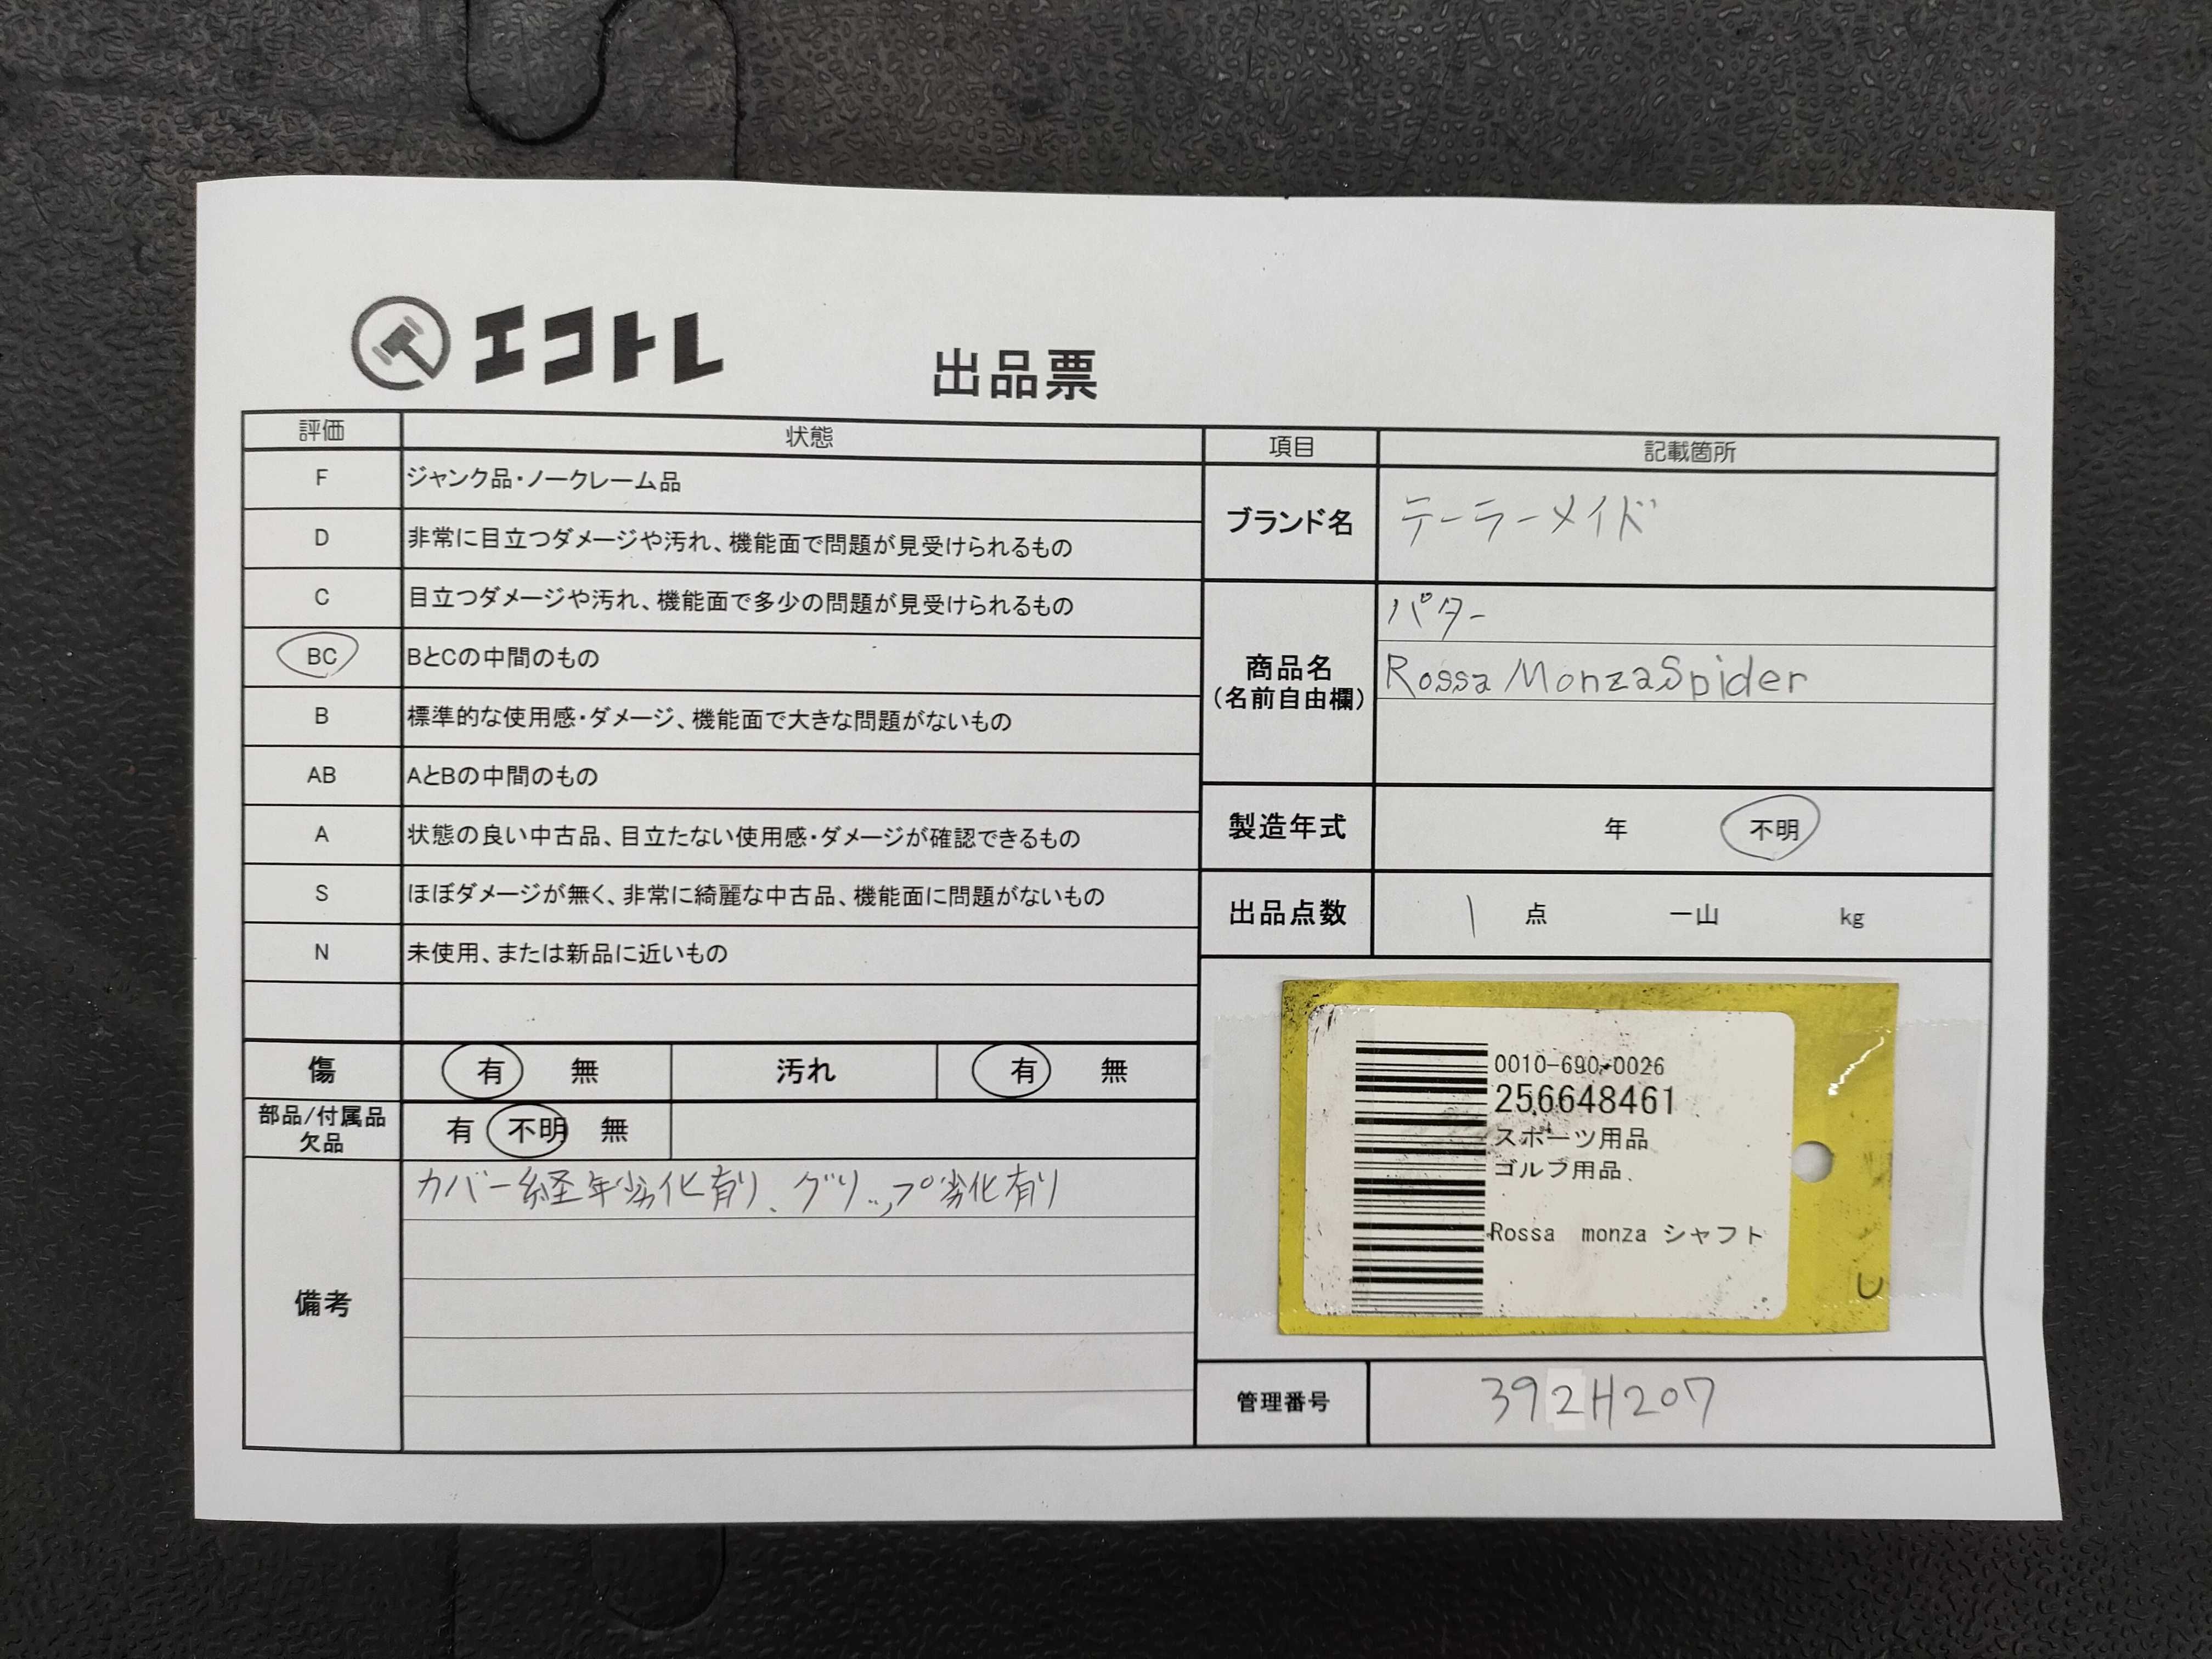 エコトレ
出品票
評価 状態
F ジャンク品・ノークレーム品
D 非常に目立つダメージや汚れ、機能面で問題が見受けられるもの
C 目立つダメージや汚れ、機能面で多少の問題が見受けられるもの
BC BとCの中間のもの
B 標準的な使用感・ダメージ、機能面で大きな問題がないもの
AB AとBの中間のもの
A 状態の良い中古品、目立たない使用感・ダメージが確認できるもの
S ほぼダメージが無く、非常に綺麗な中古品、機能面に問題がないもの
N 未使用、または新品に近いもの
傷 有 無 汚れ 有 無
部品/付属品
欠品
有 不明 無
備考
カバー経年劣化有り、グリップ劣化有り
項目 記載箇所
ブランド名 テーラーメイド
商品名
(名前自由欄)
パター
Rossa MonzaSpider
製造年式 年 不明
出品点数 1 点 一山 kg
0010-690-0026
256648461
スポーツ用品
ゴルフ用品
Rossa monza シャフト
U
管理番号 392H207